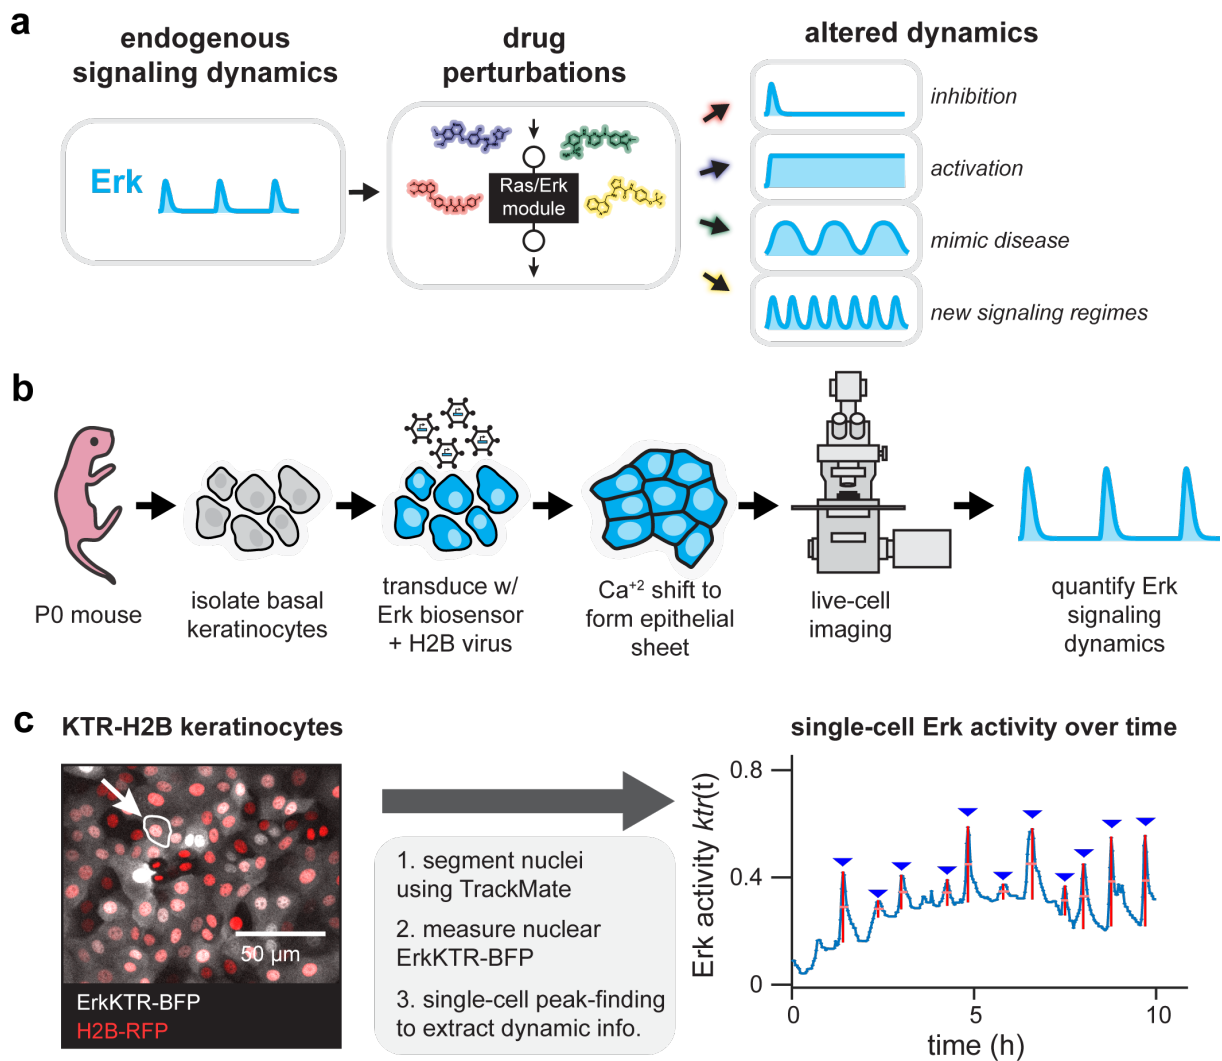 a
endogenous
signaling dynamics
drug
perturbations
altered dynamics
Erk
Ras/Erk
module
inhibition
activation
mimic disease
new signaling regimes
b
P0 mouse
isolate basal
keratinocytes
transduce w/
Erk biosensor
+ H2B virus
Ca⁺² shift to
form epithelial
sheet
live-cell
imaging
quantify Erk
signaling
dynamics
c
KTR-H2B keratinocytes
50 µm
ErkKTR-BFP
H2B-RFP
1. segment nuclei
using TrackMate
2. measure nuclear
ErkKTR-BFP
3. single-cell peak-finding
to extract dynamic info.
single-cell Erk activity over time
Erk activity ktr(t)
0.8
0.4
0
0
5
10
time (h)